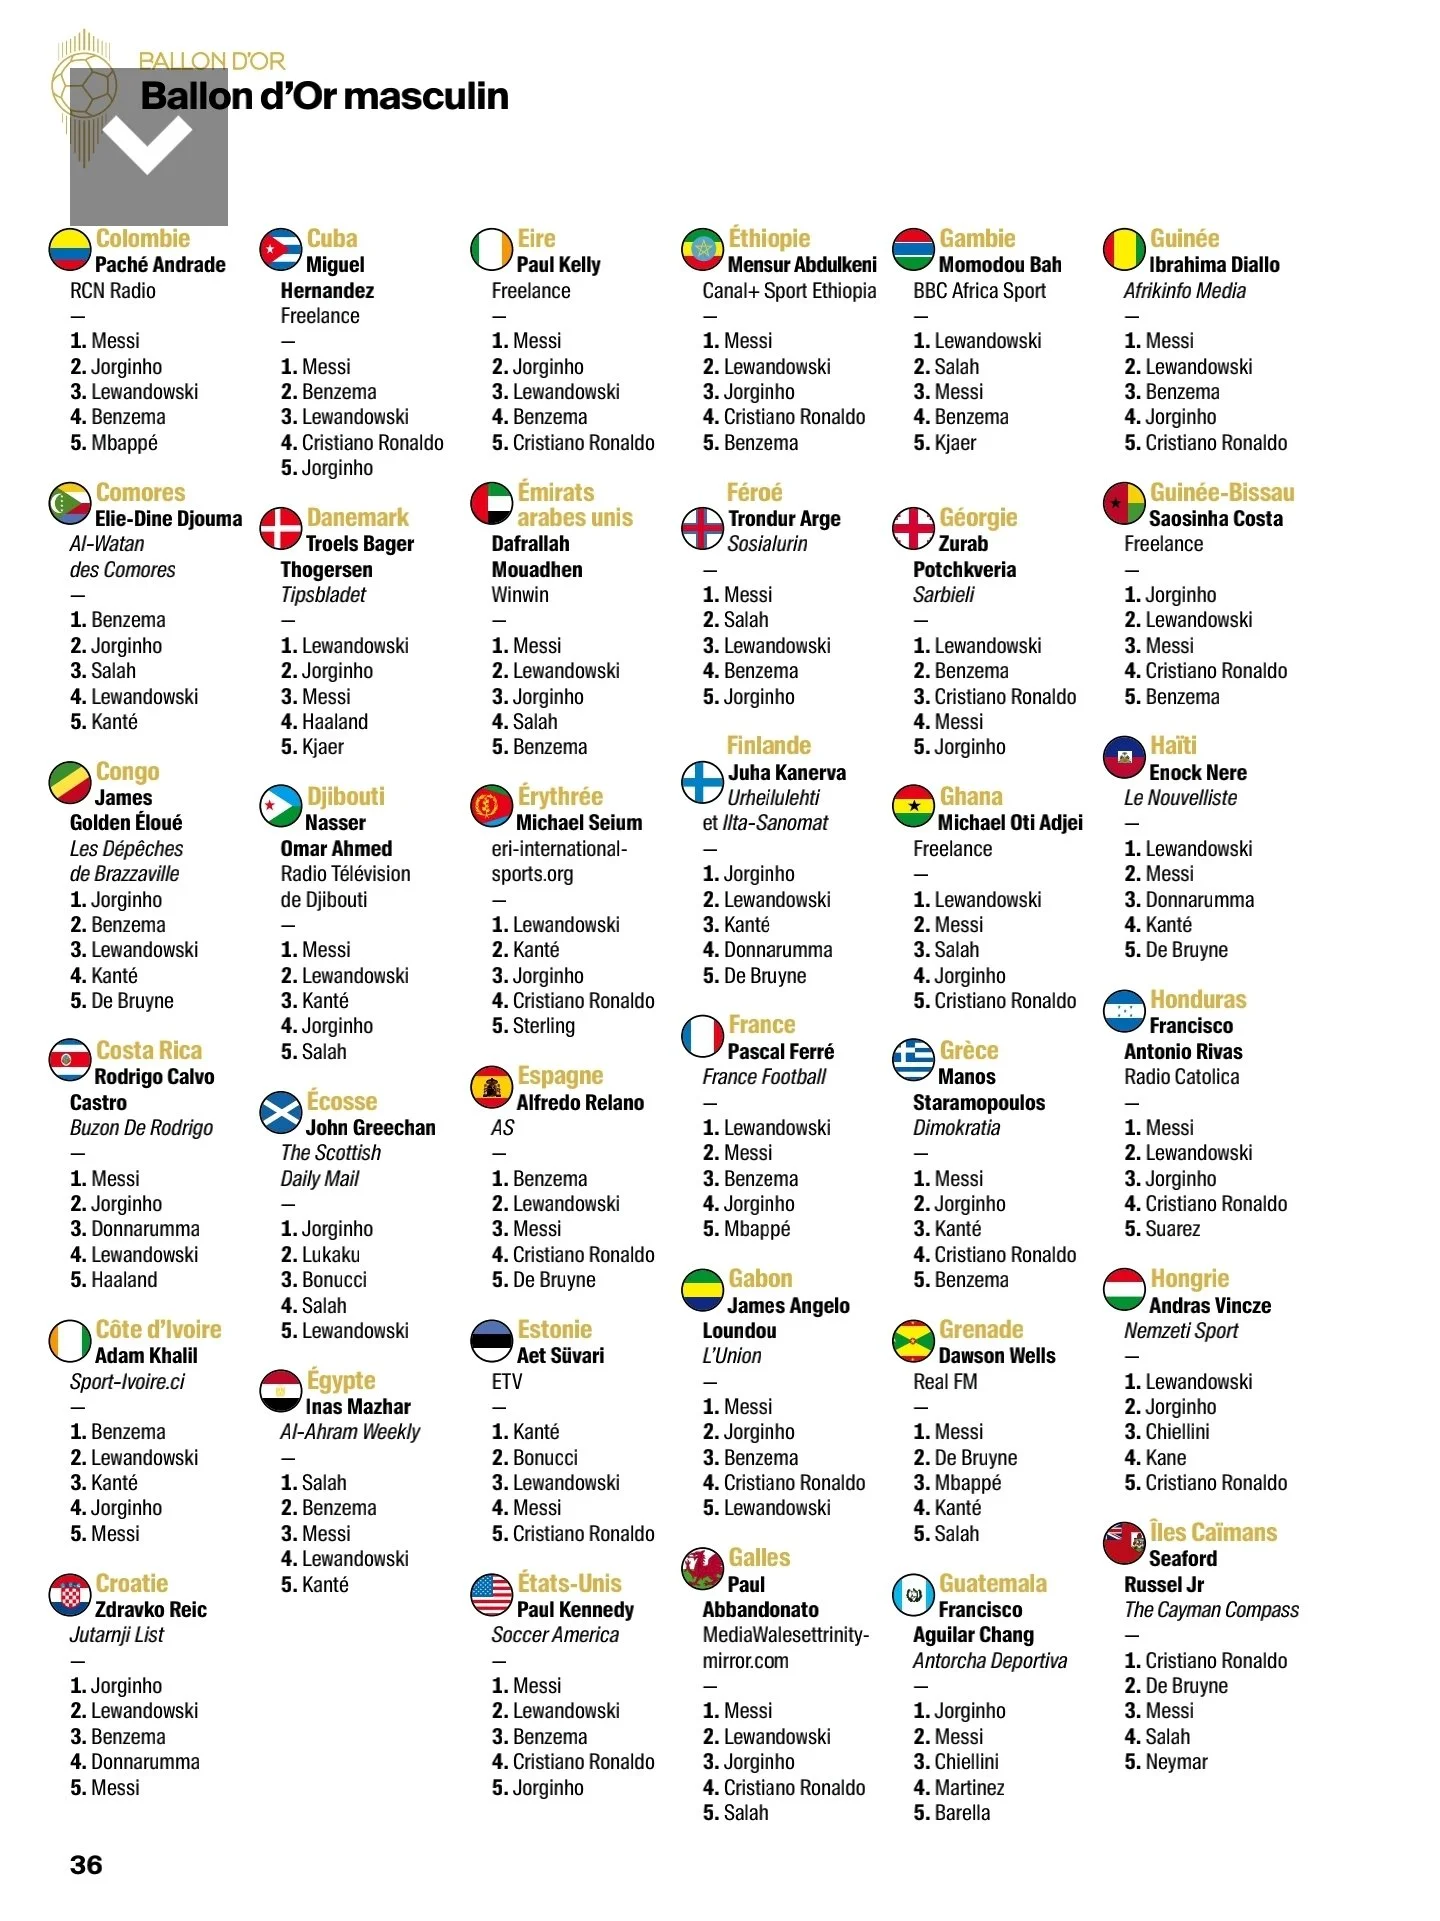 BALLON D'OR
Ballon d'Or masculin
Colombie
Paché Andrade
RCN Radio
—
1. Messi
2. Jorginho
3. Lewandowski
4. Benzema
5. Mbappé
Comores
Elie-Dine Djouma
Al-Watan
des Comores
—
1. Benzema
2. Jorginho
3. Salah
4. Lewandowski
5. Kanté
Congo
James
Golden Éloué
Les Dépêches
de Brazzaville
1. Jorginho
2. Benzema
3. Lewandowski
4. Kanté
5. De Bruyne
Costa Rica
Rodrigo Calvo
Castro
Buzon De Rodrigo
—
1. Messi
2. Jorginho
3. Donnarumma
4. Lewandowski
5. Haaland
Côte d'Ivoire
Adam Khalil
Sport-Ivoire.ci
—
1. Benzema
2. Lewandowski
3. Kanté
4. Jorginho
5. Messi
Croatie
Zdravko Reic
Jutarnji List
—
1. Jorginho
2. Lewandowski
3. Benzema
4. Donnarumma
5. Messi
Cuba
Miguel
Hernandez
Freelance
—
1. Messi
2. Benzema
3. Lewandowski
4. Cristiano Ronaldo
5. Jorginho
Danemark
Troels Bager
Thogersen
Tipsbladet
—
1. Lewandowski
2. Jorginho
3. Messi
4. Haaland
5. Kjaer
Djibouti
Nasser
Omar Ahmed
Radio Télévision
de Djibouti
—
1. Messi
2. Lewandowski
3. Kanté
4. Jorginho
5. Salah
Écosse
John Greechan
The Scottish
Daily Mail
—
1. Jorginho
2. Lukaku
3. Bonucci
4. Salah
5. Lewandowski
Égypte
Inas Mazhar
Al-Ahram Weekly
—
1. Salah
2. Benzema
3. Messi
4. Lewandowski
5. Kanté
Eire
Paul Kelly
Freelance
—
1. Messi
2. Jorginho
3. Lewandowski
4. Benzema
5. Cristiano Ronaldo
Émirats
arabes unis
Dafrallah
Mouadhen
Winwin
—
1. Messi
2. Lewandowski
3. Jorginho
4. Salah
5. Benzema
Érythrée
Michael Seium
eri-international-
sports.org
—
1. Lewandowski
2. Kanté
3. Jorginho
4. Cristiano Ronaldo
5. Sterling
Espagne
Alfredo Relano
AS
—
1. Benzema
2. Lewandowski
3. Messi
4. Cristiano Ronaldo
5. De Bruyne
Estonie
Aet Süvari
ETV
—
1. Kanté
2. Bonucci
3. Lewandowski
4. Messi
5. Cristiano Ronaldo
États-Unis
Paul Kennedy
Soccer America
—
1. Messi
2. Lewandowski
3. Benzema
4. Cristiano Ronaldo
5. Jorginho
Éthiopie
Mensur Abdulkeni
Canal+ Sport Ethiopia
—
1. Messi
2. Lewandowski
3. Jorginho
4. Cristiano Ronaldo
5. Benzema
Féroé
Trondur Arge
Sosialurin
—
1. Messi
2. Salah
3. Lewandowski
4. Benzema
5. Jorginho
Finlande
Juha Kanerva
Urheilulehti
et Ilta-Sanomat
—
1. Jorginho
2. Lewandowski
3. Kanté
4. Donnarumma
5. De Bruyne
France
Pascal Ferré
France Football
—
1. Lewandowski
2. Messi
3. Benzema
4. Jorginho
5. Mbappé
Gabon
James Angelo
Loundou
L'Union
—
1. Messi
2. Jorginho
3. Benzema
4. Cristiano Ronaldo
5. Lewandowski
Galles
Paul
Abbandonato
MediaWalesettrinity-
mirror.com
—
1. Messi
2. Lewandowski
3. Jorginho
4. Cristiano Ronaldo
5. Salah
Gambie
Momodou Bah
BBC Africa Sport
—
1. Lewandowski
2. Salah
3. Messi
4. Benzema
5. Kjaer
Géorgie
Zurab
Potchkveria
Sarbieli
—
1. Lewandowski
2. Benzema
3. Cristiano Ronaldo
4. Messi
5. Jorginho
Ghana
Michael Oti Adjei
Freelance
—
1. Lewandowski
2. Messi
3. Salah
4. Jorginho
5. Cristiano Ronaldo
Grèce
Manos
Staramopoulos
Dimokratia
—
1. Messi
2. Jorginho
3. Kanté
4. Cristiano Ronaldo
5. Benzema
Grenade
Dawson Wells
Real FM
—
1. Messi
2. De Bruyne
3. Mbappé
4. Kanté
5. Salah
Guatemala
Francisco
Aguilar Chang
Antorcha Deportiva
—
1. Jorginho
2. Messi
3. Chiellini
4. Martinez
5. Barella
Guinée
Ibrahima Diallo
Afrikinfo Media
—
1. Messi
2. Lewandowski
3. Benzema
4. Jorginho
5. Cristiano Ronaldo
Guinée-Bissau
Saosinha Costa
Freelance
—
1. Jorginho
2. Lewandowski
3. Messi
4. Cristiano Ronaldo
5. Benzema
Haïti
Enock Nere
Le Nouvelliste
—
1. Lewandowski
2. Messi
3. Donnarumma
4. Kanté
5. De Bruyne
Honduras
Francisco
Antonio Rivas
Radio Catolica
—
1. Messi
2. Lewandowski
3. Jorginho
4. Cristiano Ronaldo
5. Suarez
Hongrie
Andras Vincze
Nemzeti Sport
—
1. Lewandowski
2. Jorginho
3. Chiellini
4. Kane
5. Cristiano Ronaldo
Îles Caïmans
Seaford
Russel Jr
The Cayman Compass
—
1. Cristiano Ronaldo
2. De Bruyne
3. Messi
4. Salah
5. Neymar
36